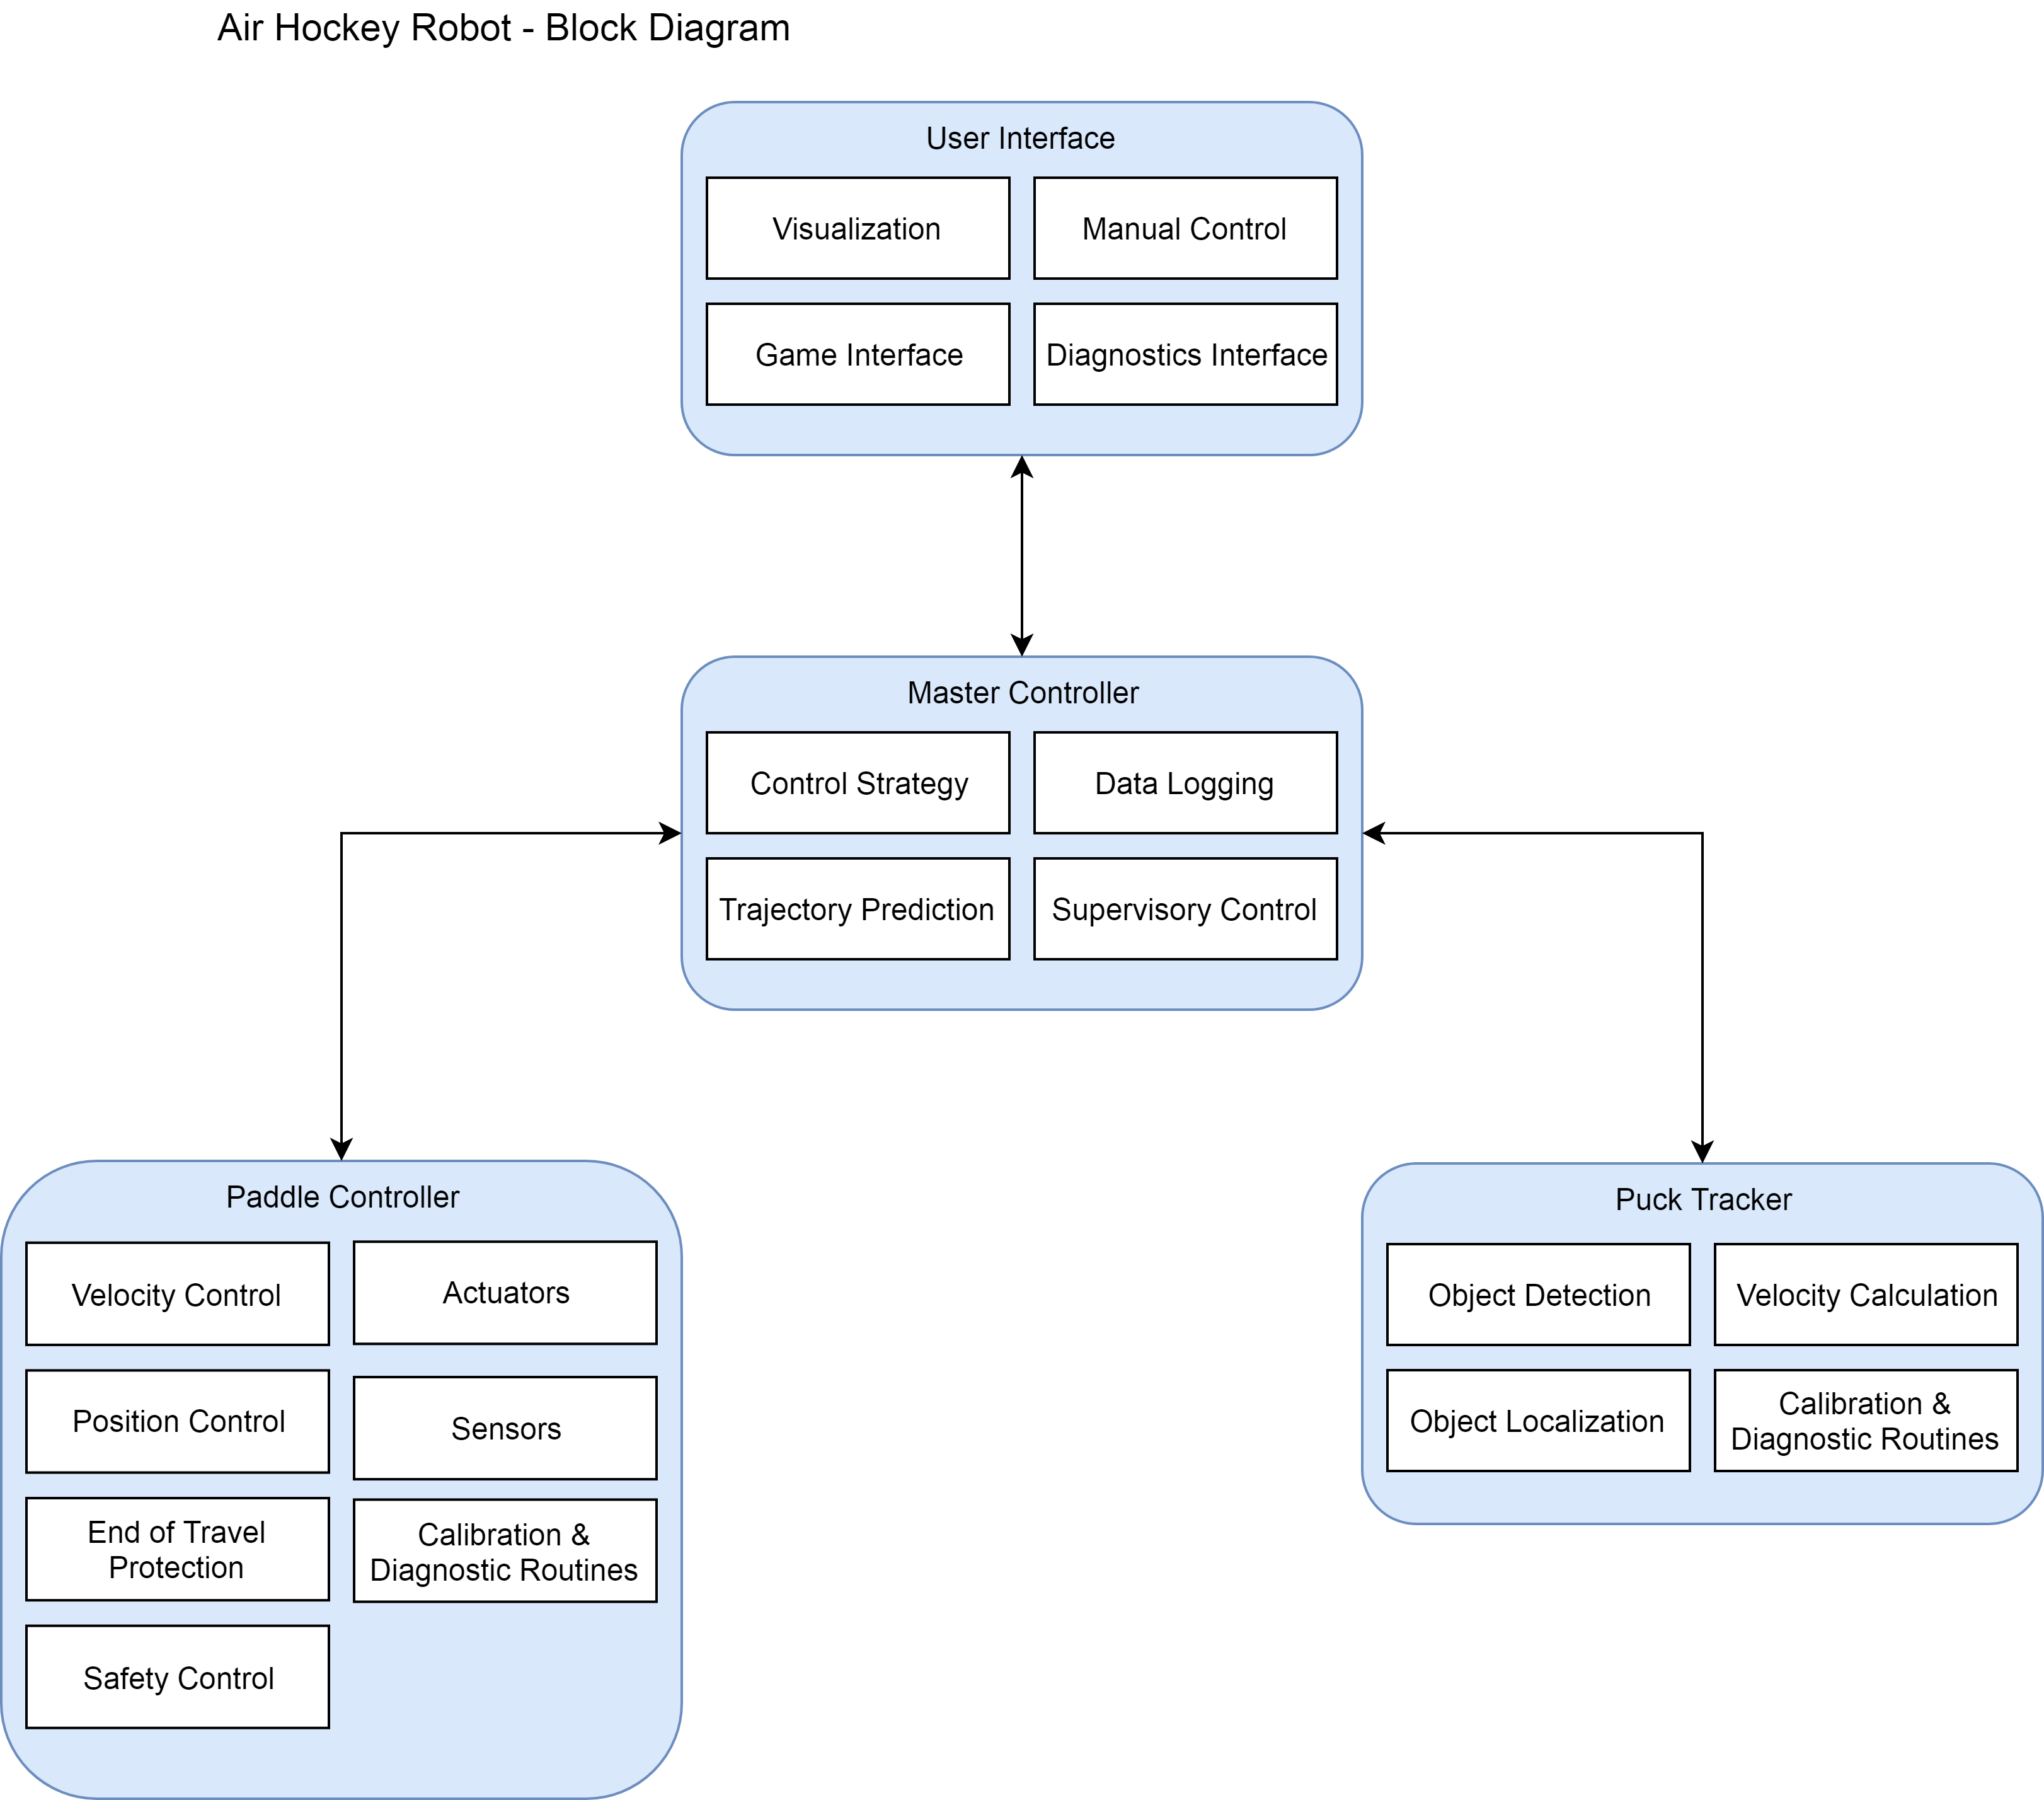 Air Hockey Robot - Block Diagram
User Interface
Visualization
Manual Control
Game Interface
Diagnostics Interface
Master Controller
Control Strategy
Data Logging
Trajectory Prediction
Supervisory Control
Paddle Controller
Velocity Control
Actuators
Position Control
Sensors
End of Travel
Protection
Calibration &
Diagnostic Routines
Safety Control
Puck Tracker
Object Detection
Velocity Calculation
Object Localization
Calibration &
Diagnostic Routines